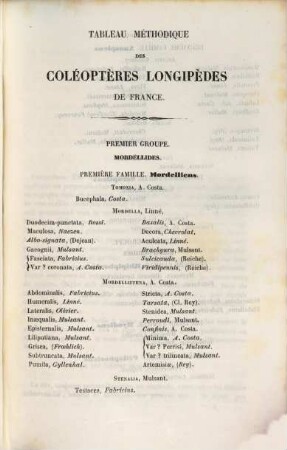 TABLEAU MÉTHODIQUE
DES
COLÉOPTÈRES LONGIPÈDES
DE FRANCE.
PREMIER GROUPE.
MORDELLIDES.
PREMIÈRE FAMILLE. Mordelliens.
Tomoxia, A. Costa.
Bucephala, Costa.
Mordella, Linné.
Duodecim-punctata, Rossi.
Maculosa, Naezen.
Albo-signata, (Dejean).
Gacognii, Mulsant.
Fasciata, Fabricius.
Var? coronata, A. Costa.
Basalis, A. Costa.
Decora, Chevrolat.
Aculeata, Linné.
Brachyura, Mulsant.
Sulcicauda, (Reiche).
Viridipennis, (Reiche).
Mordellistena, A. Costa.
Abdominalis, Fabricius.
Humeralis, Linné.
Lateralis, Olivier.
Inaequalis, Mulsant.
Episternalis, Mulsant.
Liliputiana, Mulsant.
Grisea, (Froehlich).
Subtruncata, Mulsant.
Pumila, Gyllenhal.
Stricta, A. Costa.
Tarsata, (Cl. Rey).
Stenidea, Mulsant.
Perroudi, Mulsant.
Confinis, A. Costa.
Minima, A. Costa.
Var? Perrisi, Mulsant.
Var? trilineata, Mulsant.
Artemisiae, (Rey).
Stenalia, Mulsant.
Testacea, Fabricius.